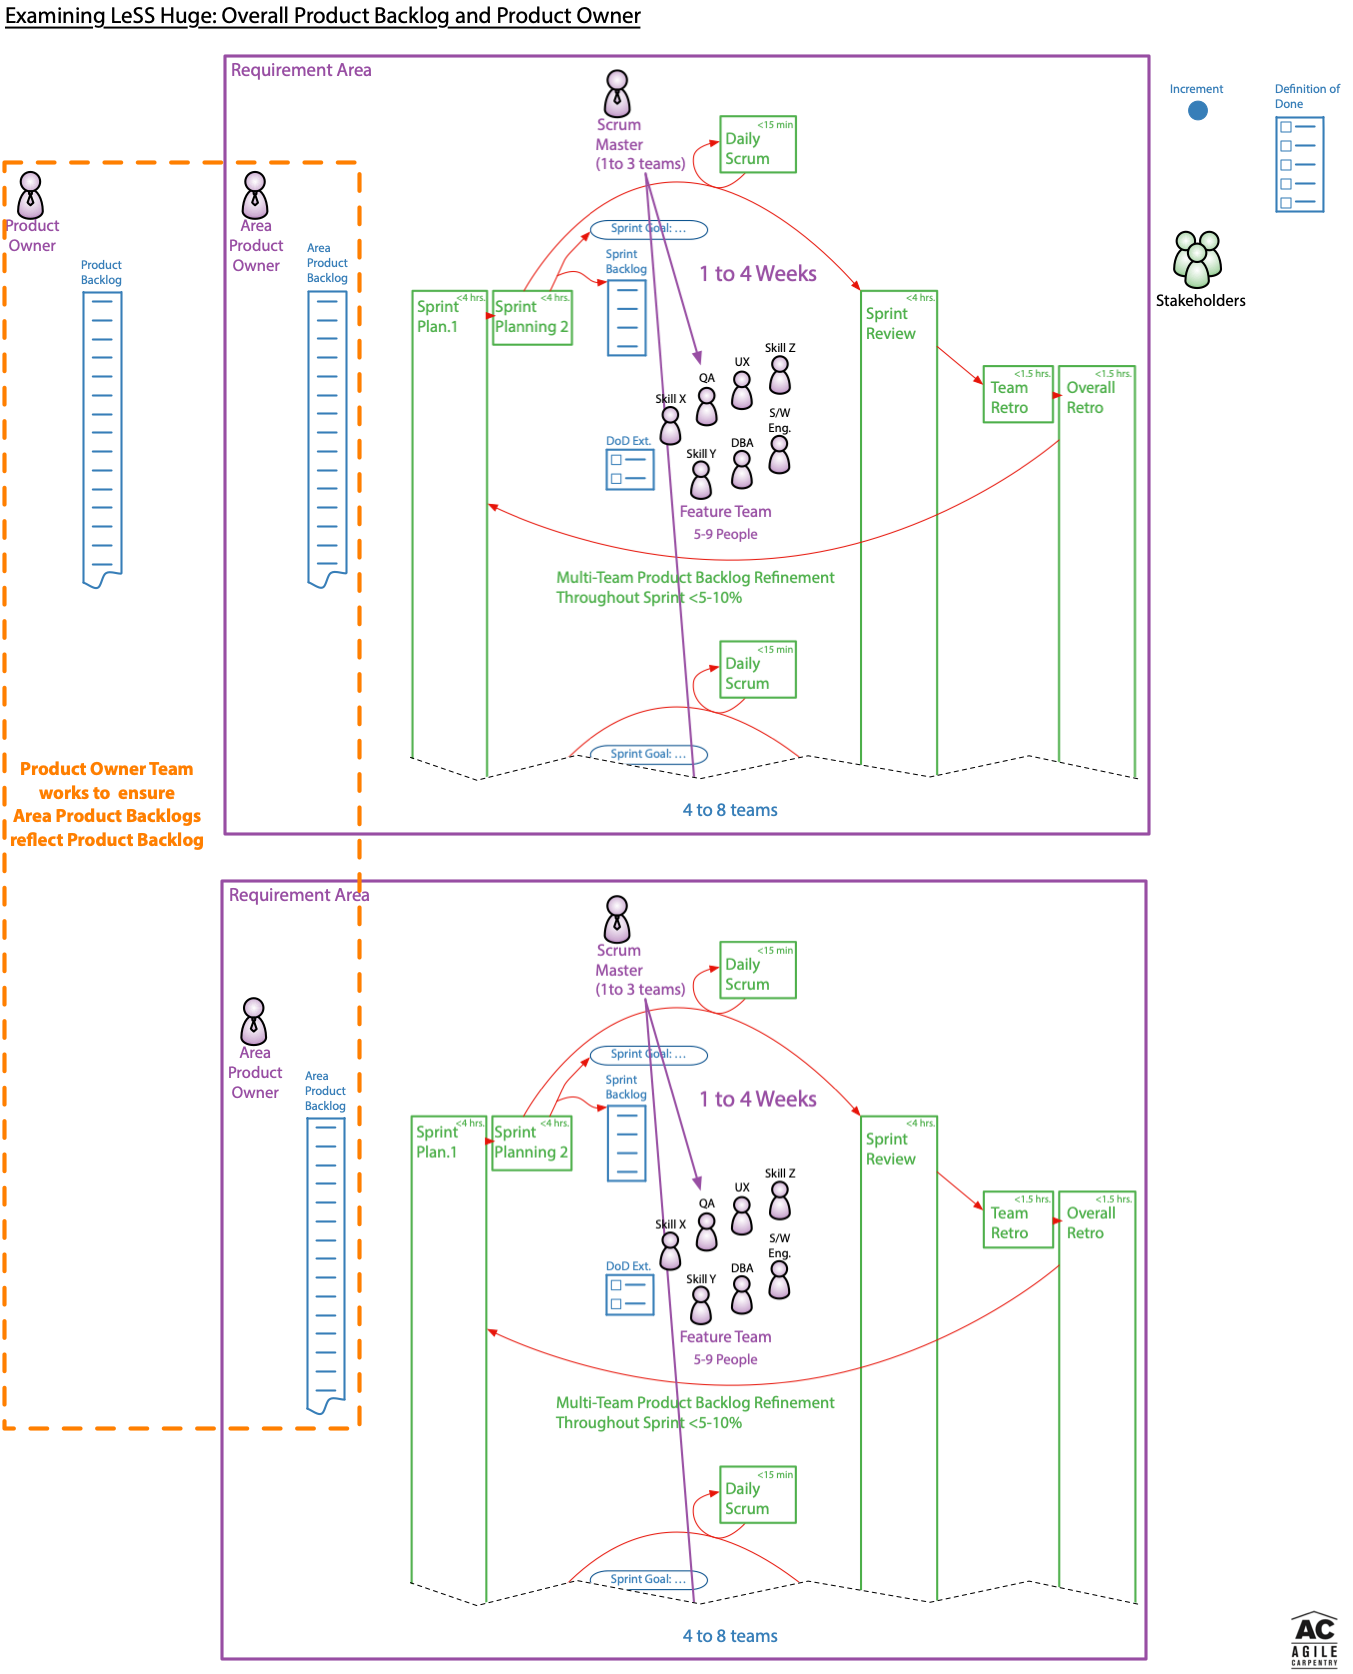 Examining LeSS Huge: Overall Product Backlog and Product Owner
Requirement Area
Increment
Definition of
Done
Scrum
Master
(1to 3 teams)
<15 min
Daily
Scrum
Product
Owner
Area
Product
Owner
Product
Backlog
Area
Product
Backlog
Sprint Goal: ...
Sprint
Backlog
1 to 4 Weeks
Stakeholders
<4 hrs.
Sprint
Plan.1
<4 hrs.
Sprint
Planning 2
<4 hrs.
Sprint
Review
<1.5 hrs.
Team
Retro
<1.5 hrs.
Overall
Retro
Skill Z
UX
QA
Skill X
S/W
Eng.
DBA
Skill Y
DoD Ext.
Feature Team
5-9 People
Multi-Team Product Backlog Refinement
Throughout Sprint <5-10%
<15 min
Daily
Scrum
Sprint Goal: ...
4 to 8 teams
Product Owner Team
works to ensure
Area Product Backlogs
reflect Product Backlog
Requirement Area
Scrum
Master
(1to 3 teams)
<15 min
Daily
Scrum
Area
Product
Owner
Area
Product
Backlog
Sprint Goal: ...
Sprint
Backlog
1 to 4 Weeks
<4 hrs.
Sprint
Plan.1
<4 hrs.
Sprint
Planning 2
<4 hrs.
Sprint
Review
<1.5 hrs.
Team
Retro
<1.5 hrs.
Overall
Retro
Skill Z
UX
QA
Skill X
S/W
Eng.
DBA
Skill Y
DoD Ext.
Feature Team
5-9 People
Multi-Team Product Backlog Refinement
Throughout Sprint <5-10%
<15 min
Daily
Scrum
Sprint Goal: ...
4 to 8 teams
AC
AGILE
CARPENTRY